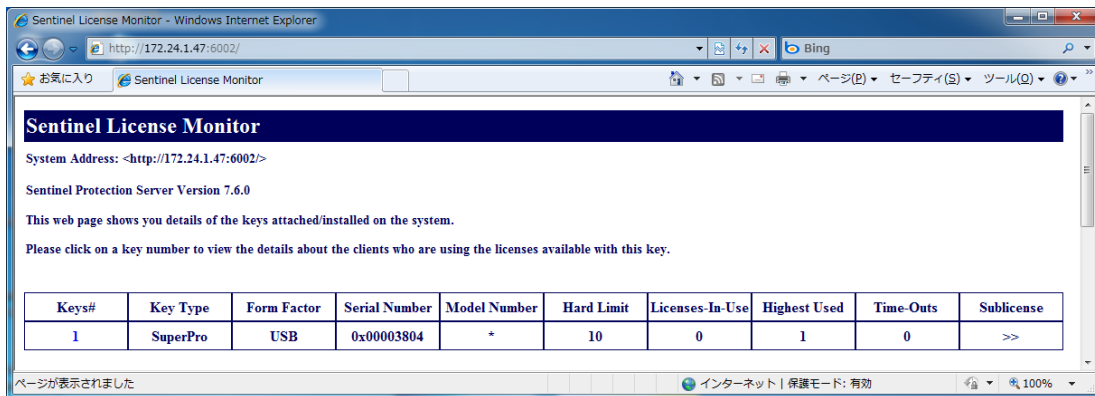 Sentinel License Monitor - Windows Internet Explorer
http://172.24.1.47:6002/
Bing
お気に入り
Sentinel License Monitor
ページ(P) セーフティ(S) ツール(O)
Sentinel License Monitor
System Address: <http://172.24.1.47:6002/>
Sentinel Protection Server Version 7.6.0
This web page shows you details of the keys attached/installed on the system.
Please click on a key number to view the details about the clients who are using the licenses available with this key.
Keys# Key Type Form Factor Serial Number Model Number Hard Limit Licenses-In-Use Highest Used Time-Outs Sublicense
1 SuperPro USB 0x00003804 * 10 0 1 0 >>
ページが表示されました インターネット | 保護モード: 有効 100%